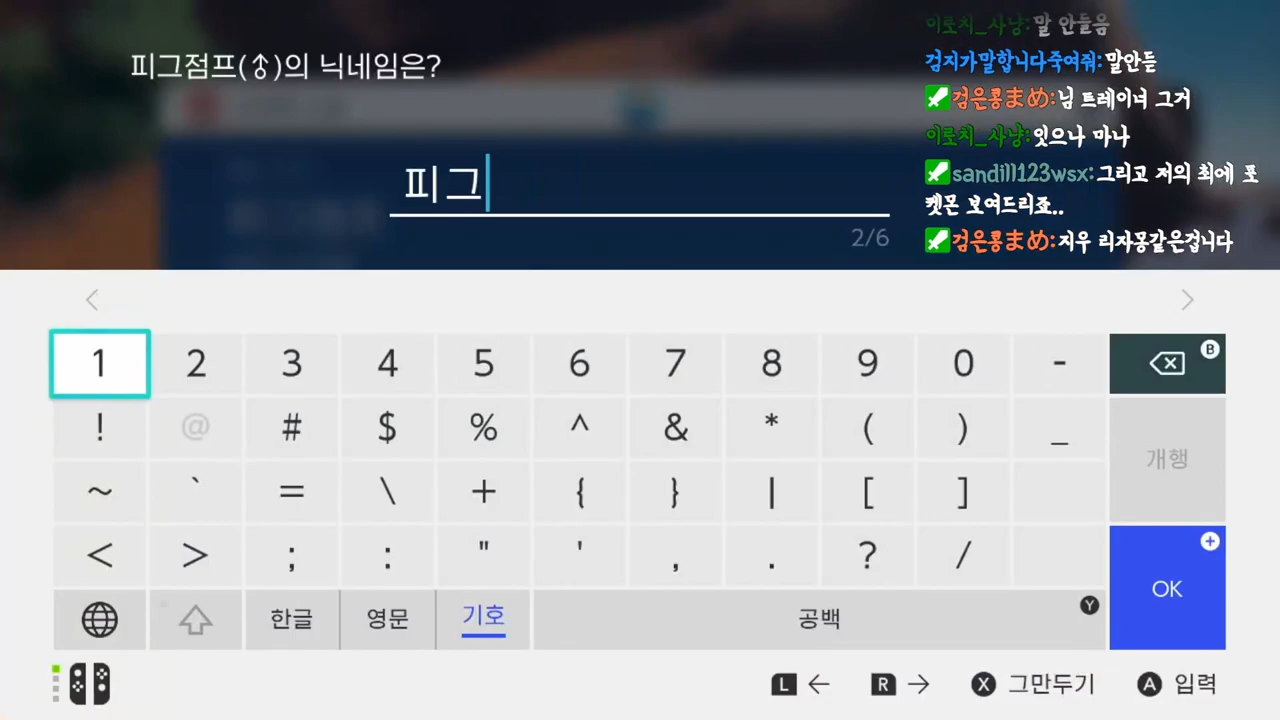 피그점프(♂)의 닉네임은?
피그
2/6
이로치_사냥:말 안들음
검지가말합니다죽여줘:말안듣
검은콩まめ:님 트레이너 그거
이로치_사냥:잇으나 마나
sandill123wsx:그리고 저의 최애 포
켓몬 보여드리죠..
검은콩まめ:지우 리자몽같은겁니다
1 2 3 4 5 6 7 8 9 0 - B
! @ # $ % ^ & * ( ) _ 개행
~ ` = \ + { } | [ ]
< > ; : " ' , . ? / + OK
한글 영문 기호 공백 Y
L ← R → X 그만두기 A 입력